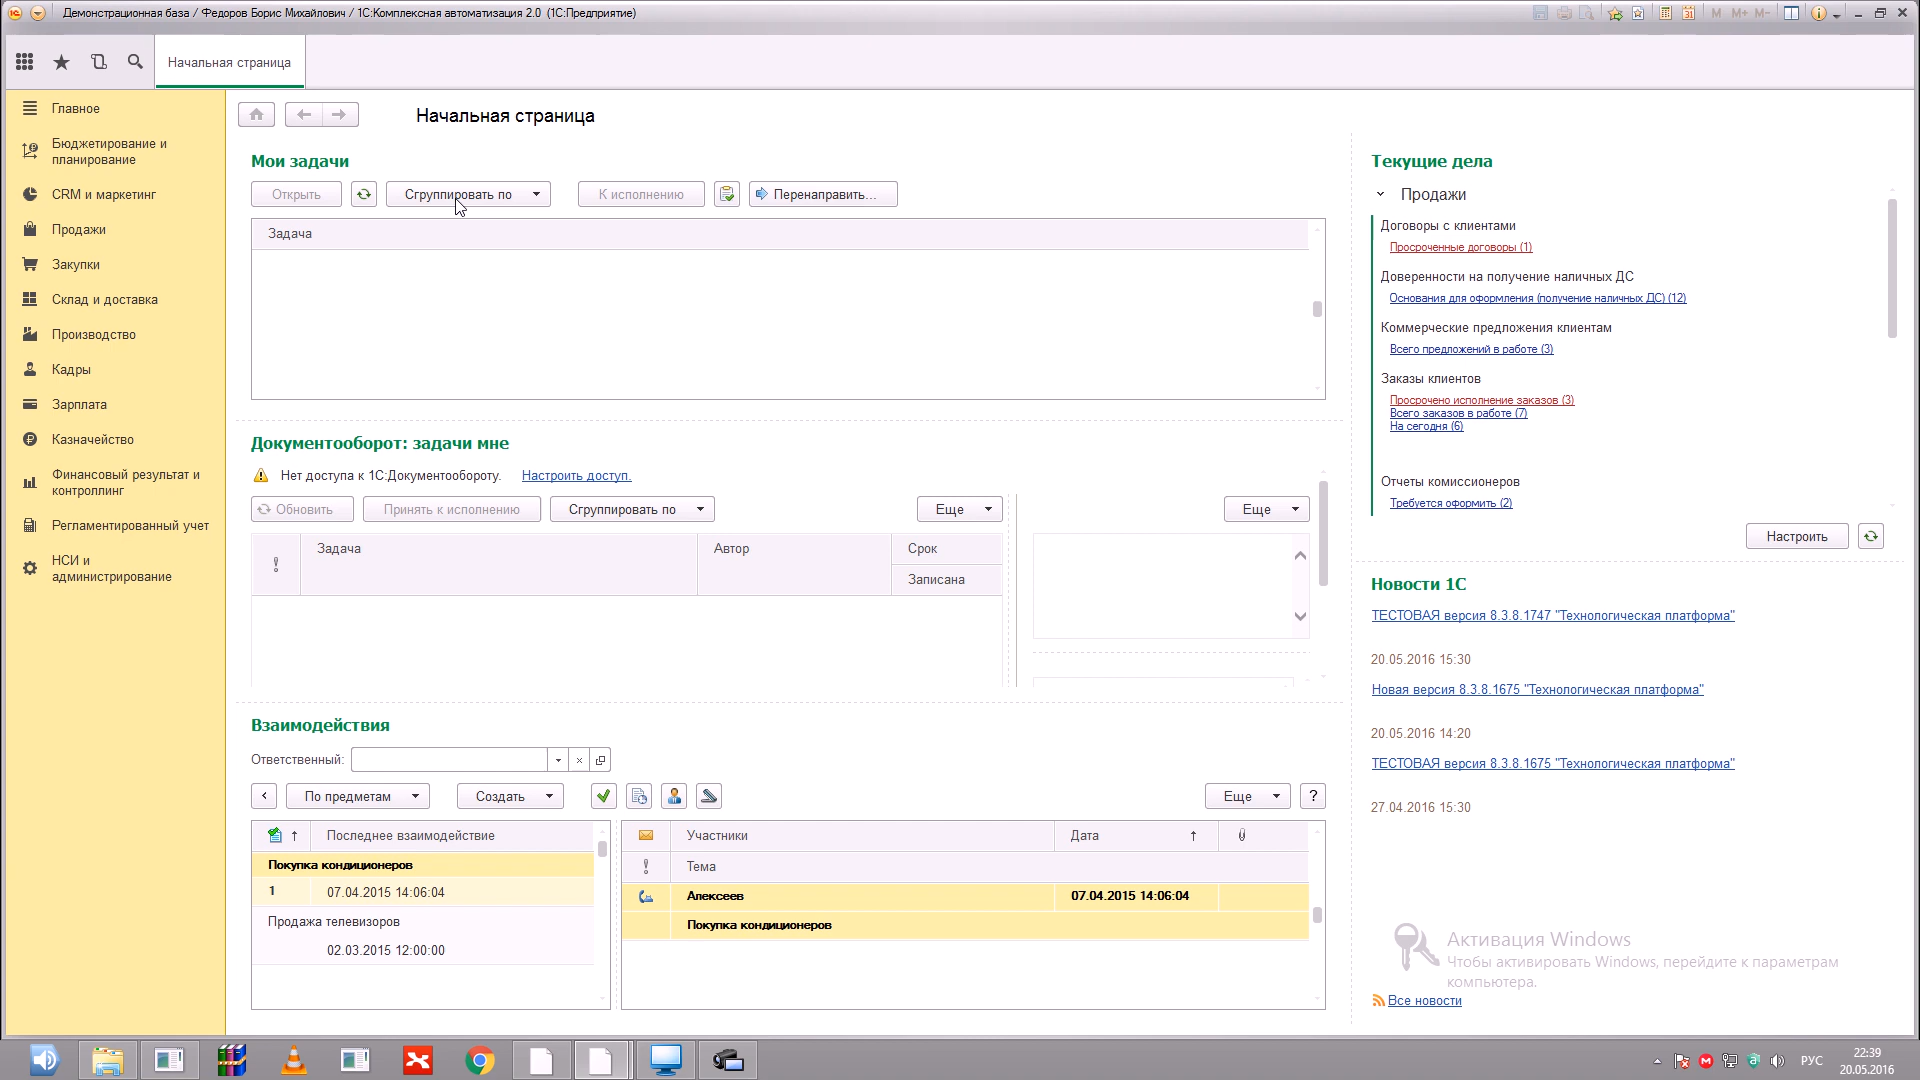 Демонстрационная база / Федоров Борис Михайлович / 1С:Комплексная автоматизация 2.0 (1С:Предприятие)
M M+ M-
Начальная страница
Главное
Бюджетирование и
планирование
CRM и маркетинг
Продажи
Закупки
Склад и доставка
Производство
Кадры
Зарплата
Казначейство
Финансовый результат и
контроллинг
Регламентированный учет
НСИ и
администрирование
Начальная страница
Мои задачи
Открыть
Сгруппировать по
К исполнению
Перенаправить...
Задача
Документооборот: задачи мне
Нет доступа к 1С:Документообороту. Настроить доступ.
Обновить
Принять к исполнению
Сгруппировать по
Еще
Еще
Задача
Автор
Срок
Записана
Взаимодействия
Ответственный:
По предметам
Создать
Еще
?
Последнее взаимодействие
Покупка кондиционеров
1
07.04.2015 14:06:04
Продажа телевизоров
02.03.2015 12:00:00
Участники
Дата
Тема
Алексеев
07.04.2015 14:06:04
Покупка кондиционеров
Текущие дела
Продажи
Договоры с клиентами
Просроченные договоры (1)
Доверенности на получение наличных ДС
Основания для оформления (получение наличных ДС) (12)
Коммерческие предложения клиентам
Всего предложений в работе (3)
Заказы клиентов
Просрочено исполнение заказов (3)
Всего заказов в работе (7)
На сегодня (6)
Отчеты комиссионеров
Требуется оформить (2)
Настроить
Новости 1С
ТЕСТОВАЯ версия 8.3.8.1747 "Технологическая платформа"
20.05.2016 15:30
Новая версия 8.3.8.1675 "Технологическая платформа"
20.05.2016 14:20
ТЕСТОВАЯ версия 8.3.8.1675 "Технологическая платформа"
27.04.2016 15:30
Активация Windows
Чтобы активировать Windows, перейдите к параметрам
компьютера.
Все новости
РУС
22:39
20.05.2016